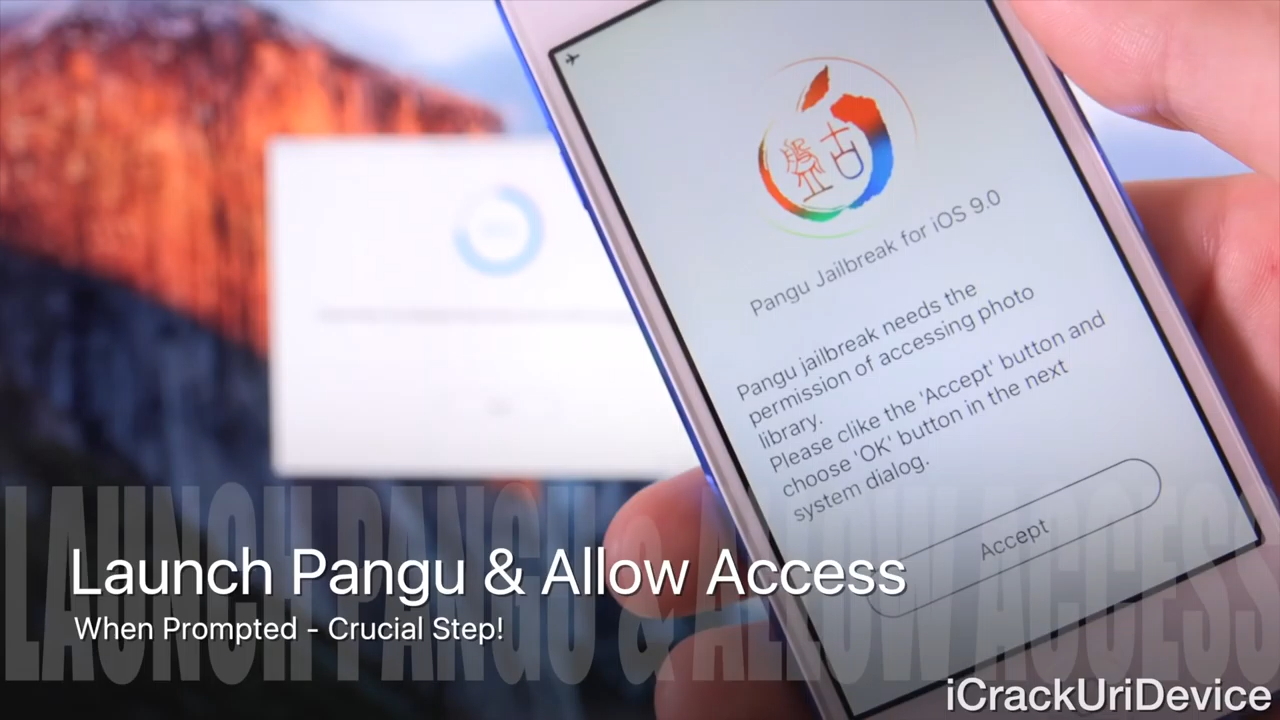 盤古
Pangu Jailbreak for iOS 9.0
Pangu jailbreak needs the
permission of accessing photo
library.
Please clike the 'Accept' button and
choose 'OK' button in the next
system dialog.
Accept
LAUNCH PANGU & ALLOW ACCESS
Launch Pangu & Allow Access
When Prompted - Crucial Step!
iCrackUriDevice